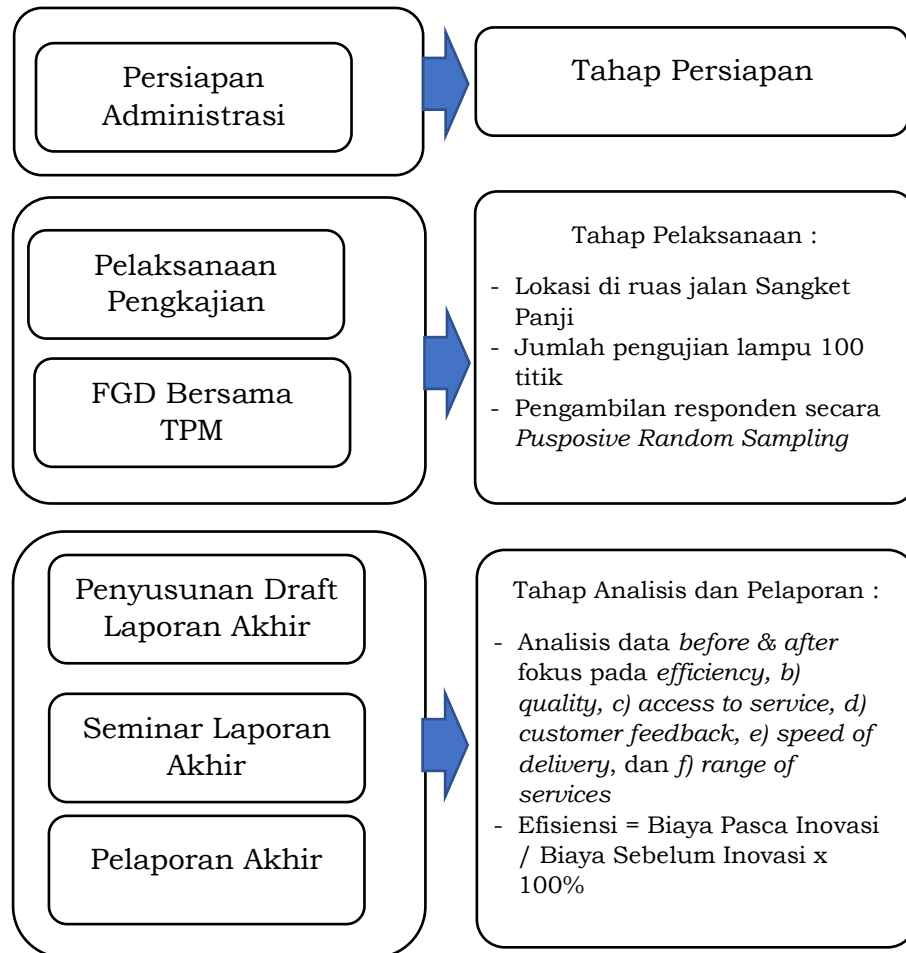 Persiapan
Administrasi
Tahap Persiapan
Pelaksanaan
Pengkajian
FGD Bersama
TPM
Tahap Pelaksanaan :
- Lokasi di ruas jalan Sangket
Panji
- Jumlah pengujian lampu 100
titik
- Pengambilan responden secara
Pusposive Random Sampling
Penyusunan Draft
Laporan Akhir
Seminar Laporan
Akhir
Pelaporan Akhir
Tahap Analisis dan Pelaporan :
- Analisis data before & after
fokus pada efficiency, b)
quality, c) access to service, d)
customer feedback, e) speed of
delivery, dan f) range of
services
- Efisiensi = Biaya Pasca Inovasi
/ Biaya Sebelum Inovasi x
100%